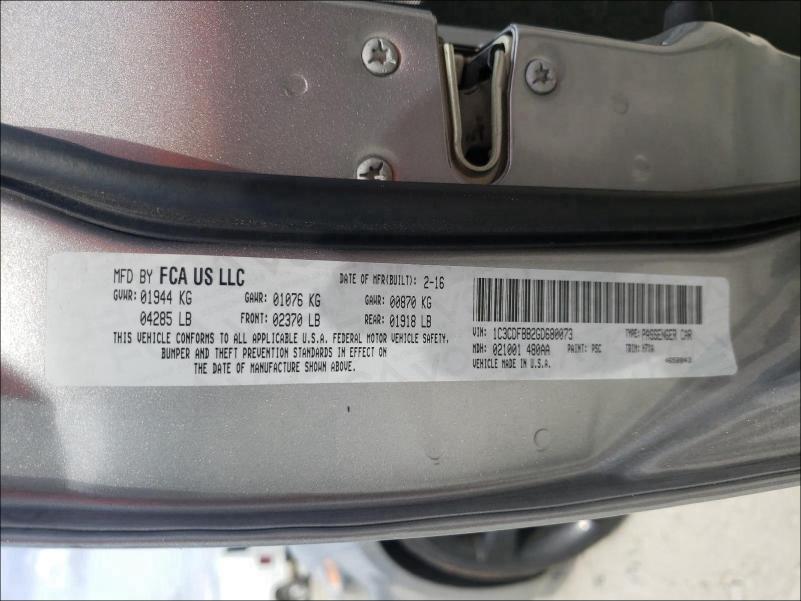 MFD BY FCA US LLC DATE OF MFR(BUILT): 2-16
GVWR: 01944 KG GAWR: 01076 KG GAWR: 00870 KG
04285 LB FRONT: 02370 LB REAR: 01918 LB
THIS VEHICLE CONFORMS TO ALL APPLICABLE U.S.A. FEDERAL MOTOR VEHICLE SAFETY,
BUMPER AND THEFT PREVENTION STANDARDS IN EFFECT ON
THE DATE OF MANUFACTURE SHOWN ABOVE.
VIN: 1C3CDFBB2GD680073 TYPE: PASSENGER CAR
MDH: 021001 480AA PAINT: PSC TRIM:
VEHICLE MADE IN U.S.A.